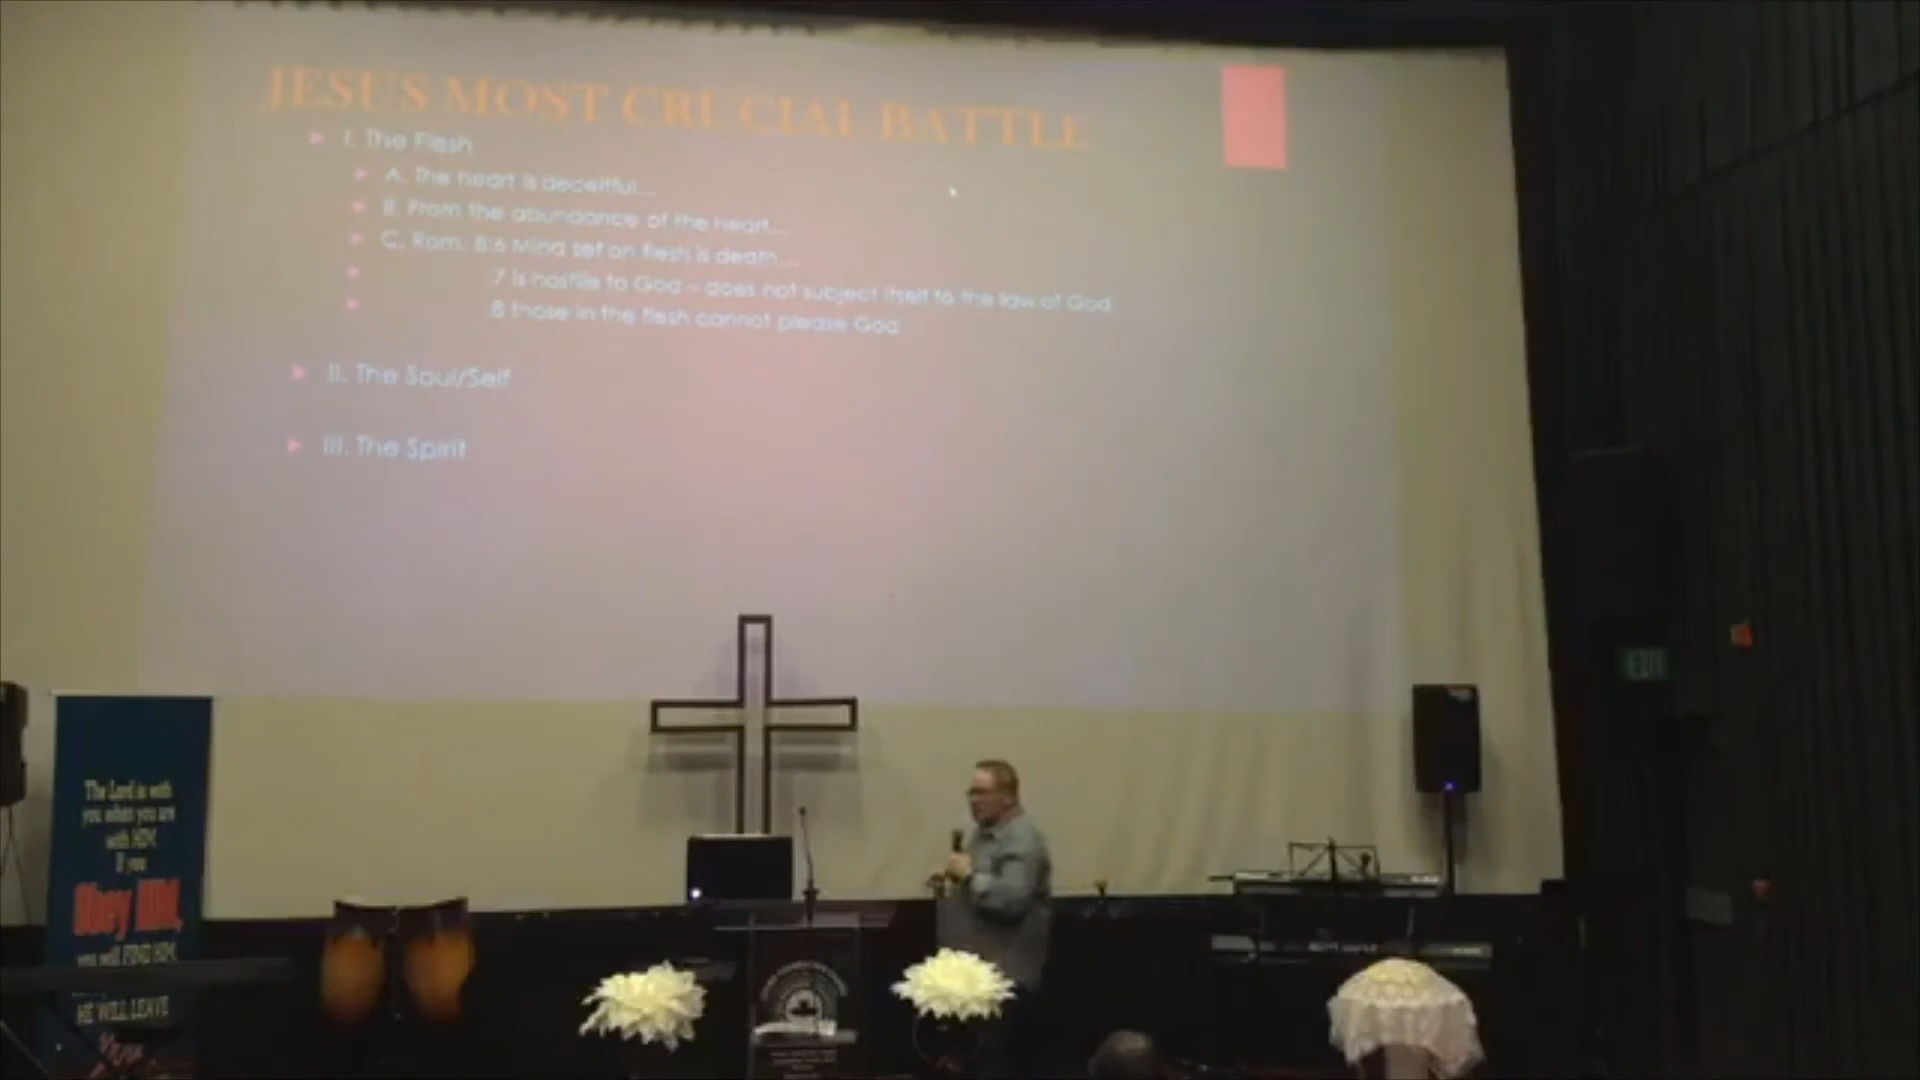 JESUS MOST CRUCIAL BATTLE
I. The Flesh
A. The heart is deceitful...
B. From the abundance of the heart...
C. Rom. 8:6 Mind set on flesh is death...
:7 is hostile to God – does not subject itself to the law of God
:8 those in the flesh cannot please God
II. The Soul/Self
III. The Spirit
The Lord is with
you when you are
with HIM.
If you
Obey HIM,
you will FIND HIM.
HE WILL LEAVE
EXIT